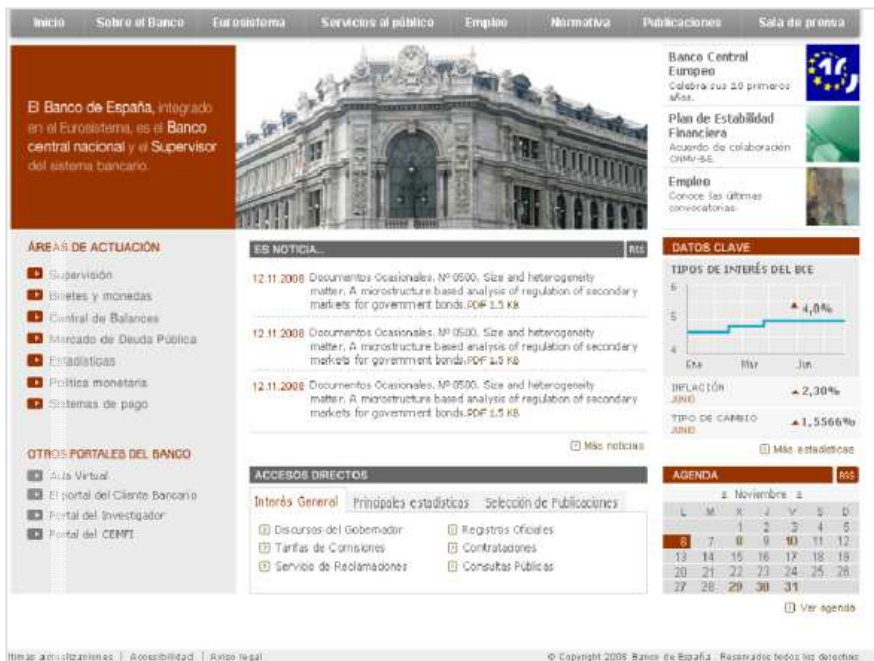 Inicio Sobre el Banco Eurosistema Servicios al público Empleo Normativa Publicaciones Sala de prensa
El Banco de España, integrado
en el Eurosistema, es el Banco
central nacional y el Supervisor
del sistema bancario.
Banco Central
Europeo
Celebra sus 10 primeros
años.
Plan de Estabilidad
Financiera
Acuerdo de colaboración
CNMV-BE.
Empleo
Conoce las últimas
convocatorias.
ÁREAS DE ACTUACIÓN
Supervisión
Billetes y monedas
Central de Balances
Mercado de Deuda Pública
Estadísticas
Política monetaria
Sistemas de pago
OTROS PORTALES DEL BANCO
Aula Virtual
El portal del Cliente Bancario
Portal del Investigador
Portal del CEMFI
ES NOTICIA... RSS
12.11.2008 Documentos Ocasionales. Nº 0500. Size and heterogeneity
matter. A microstructure based analysis of regulation of secondary
markets for government bonds.PDF 1.5 KB
12.11.2008 Documentos Ocasionales. Nº 0500. Size and heterogeneity
matter. A microstructure based analysis of regulation of secondary
markets for government bonds.PDF 1.5 KB
12.11.2008 Documentos Ocasionales. Nº 0500. Size and heterogeneity
matter. A microstructure based analysis of regulation of secondary
markets for government bonds.PDF 1.5 KB
Más noticias
ACCESOS DIRECTOS
Interés General Principales estadísticas Selección de Publicaciones
Discursos del Gobernador Registros Oficiales
Tarifas de Comisiones Contrataciones
Servicio de Reclamaciones Consultas Públicas
DATOS CLAVE
TIPOS DE INTERÉS DEL BCE
6
4,0%
5
4
Ene Mar Jun
INFLACIÓN
JUNIO 2,30%
TIPO DE CAMBIO
JUNIO 1,5566%
Más estadísticas
AGENDA RSS
Noviembre
L M X J V S D
1 2 3 4 5
6 7 8 9 10 11 12
13 14 15 16 17 18 19
20 21 22 23 24 25 26
27 28 29 30 31
Ver agenda
ltimas actualizaciones | Accesibilidad | Aviso legal
© Copyright 2008 Banco de España. Reservados todos los derechos